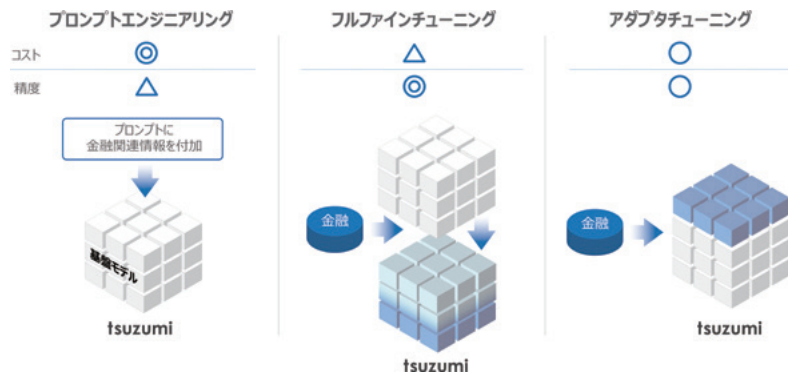 プロンプトエンジニアリング
フルファインチューニング
アダプタチューニング
コスト ◎ △ ○
精度 △ ◎ ○
プロンプトに
金融関連情報を付加
基盤モデル
tsuzumi
金融
tsuzumi
金融